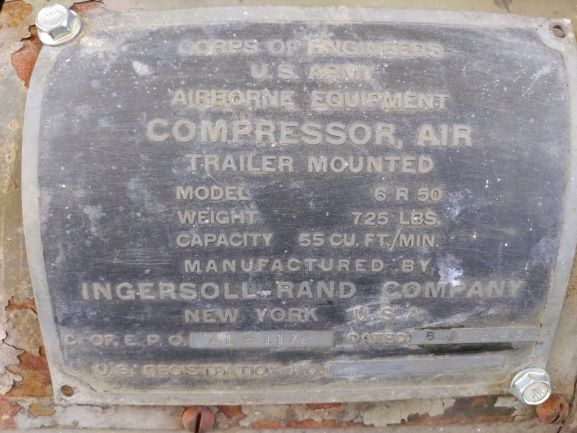 CORPS OF ENGINEERS
U.S. ARMY
AIRBORNE EQUIPMENT
COMPRESSOR, AIR
TRAILER MOUNTED
MODEL 6 R 50
WEIGHT 725 LBS.
CAPACITY 55 CU. FT./MIN.
MANUFACTURED BY
INGERSOLL-RAND COMPANY
NEW YORK U.S.A.
C. OF. E. P. O. DATED
U.S. REGISTRATION NO.